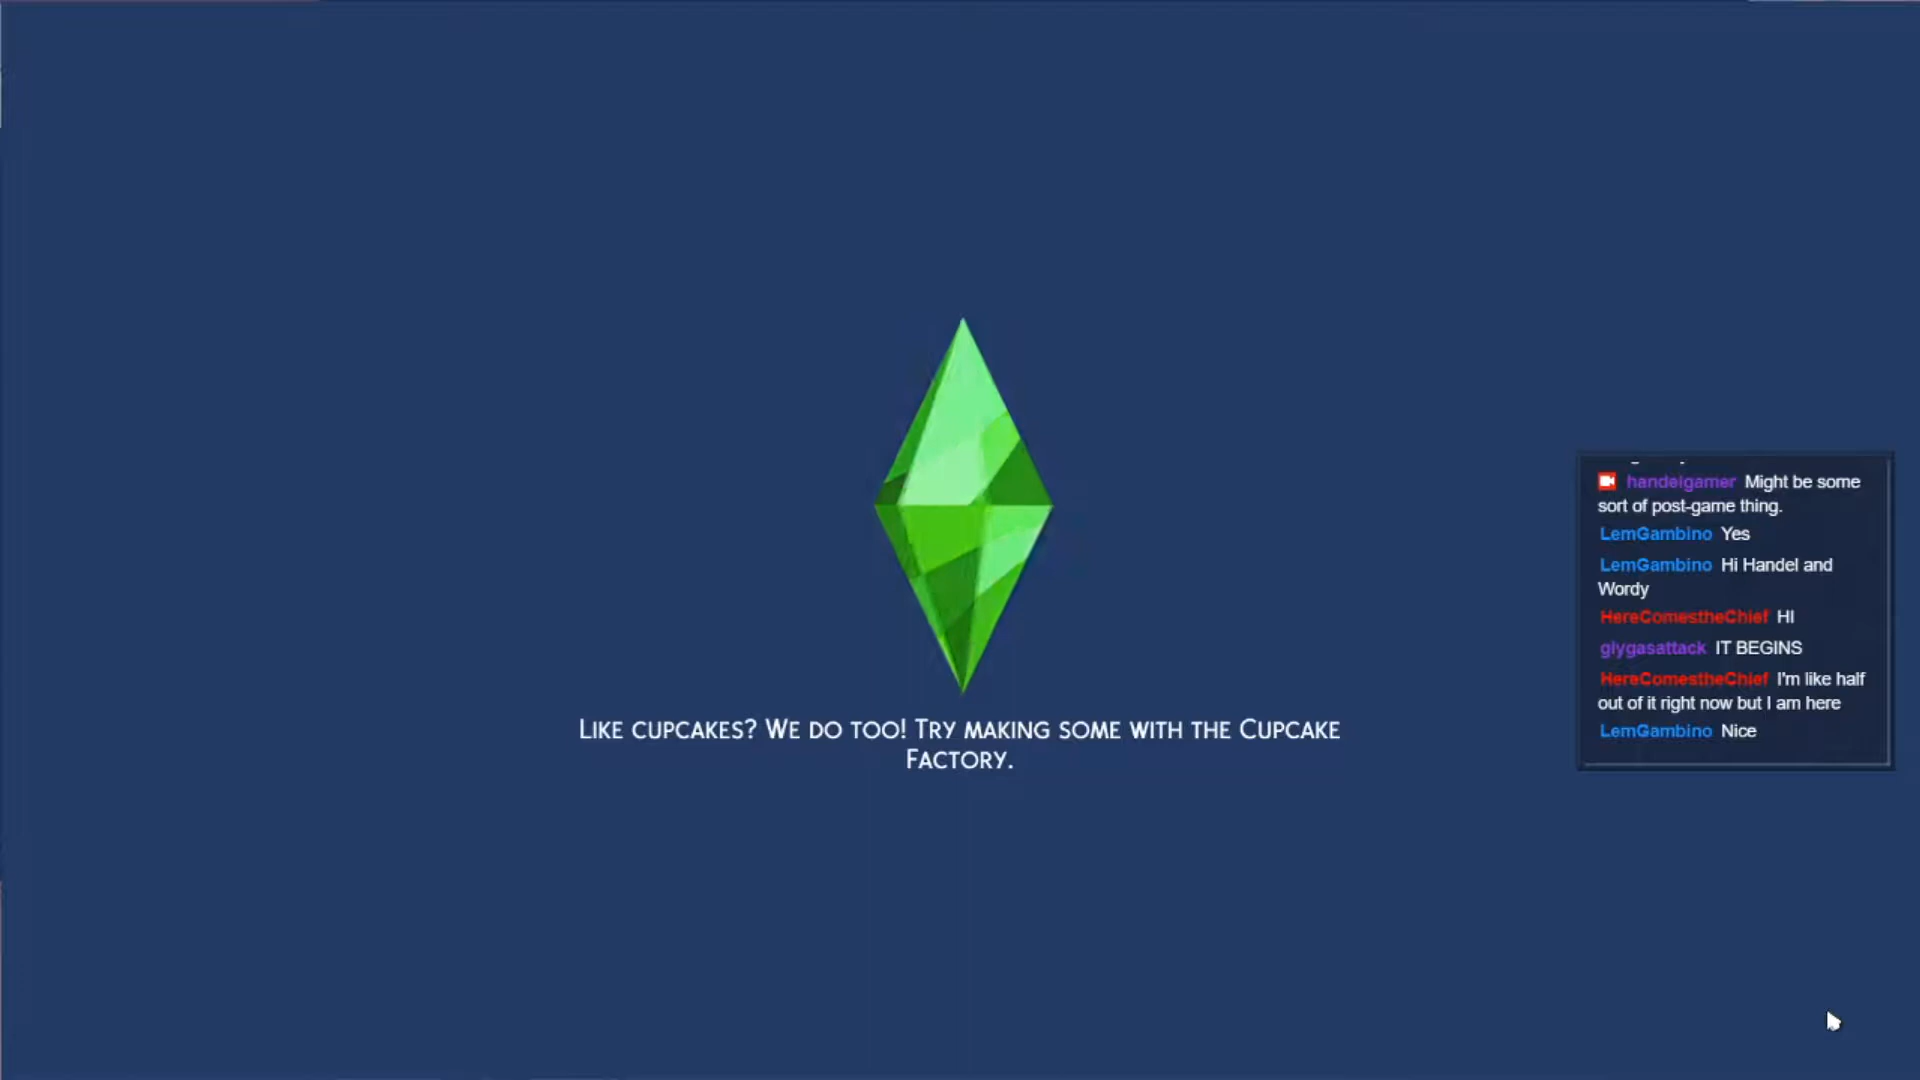 LIKE CUPCAKES? WE DO TOO! TRY MAKING SOME WITH THE CUPCAKE
FACTORY.
handelgamer Might be some
sort of post-game thing.
LemGambino Yes
LemGambino Hi Handel and
Wordy
HereComestheChief HI
glygasattack IT BEGINS
HereComestheChief I'm like half
out of it right now but I am here
LemGambino Nice